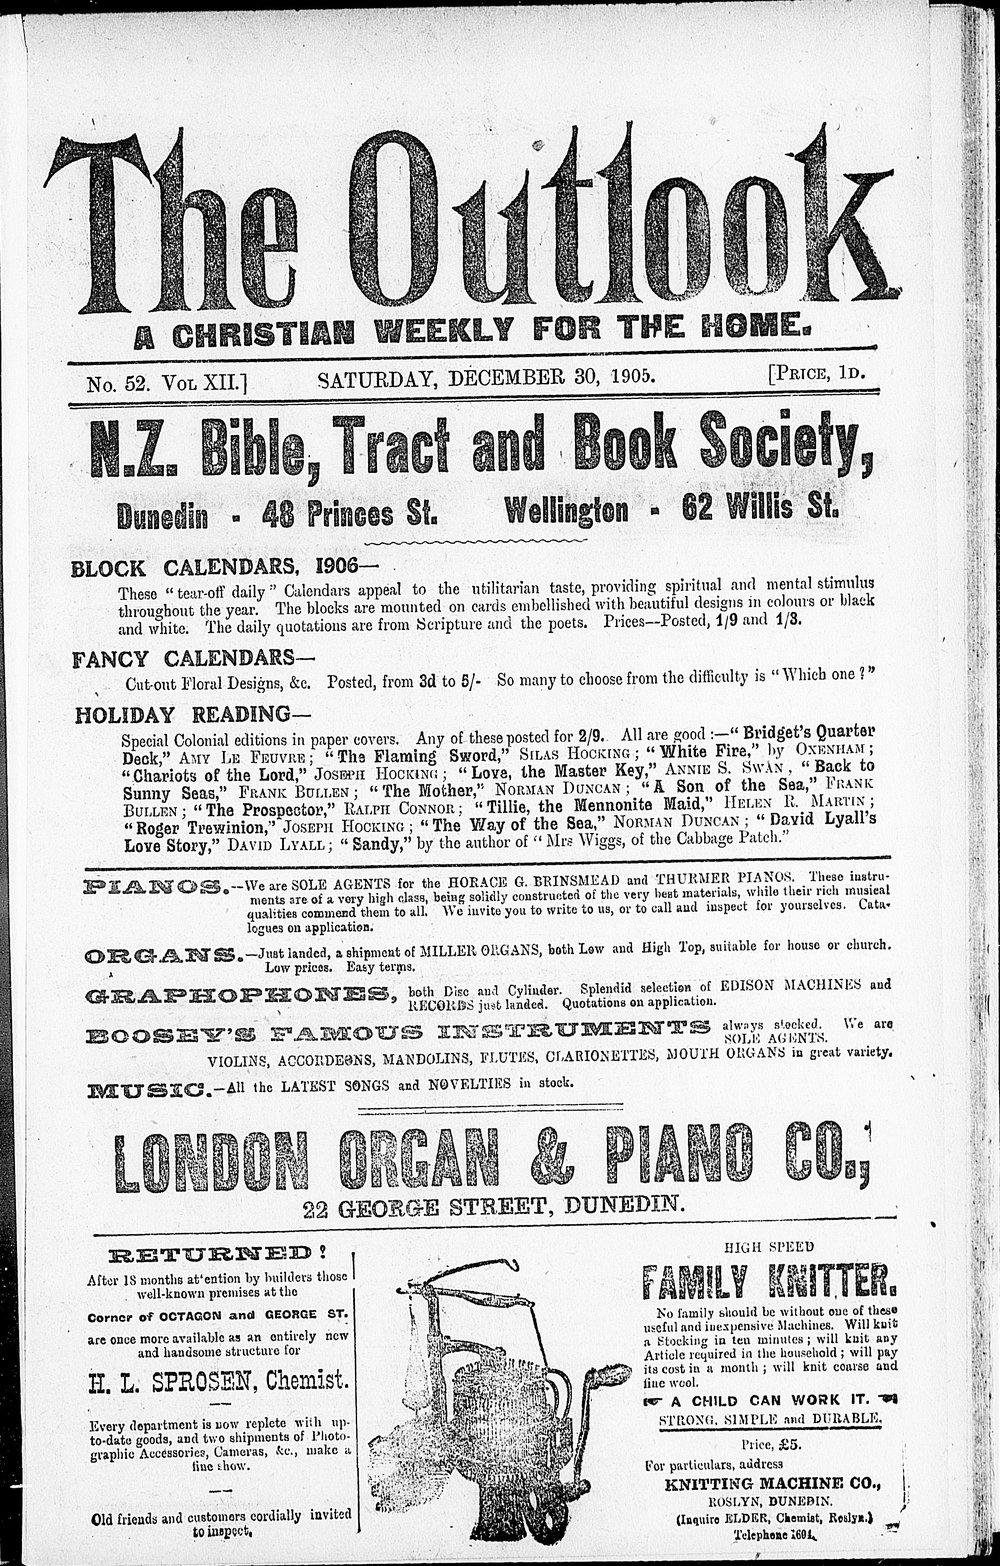 The Outlook
A CHRISTIAN WEEKLY FOR THE HOME.
No. 52. VOL XII.] SATURDAY, DECEMBER 30, 1905. [PRICE, 1D.
N.Z. Bible, Tract and Book Society,
Dunedin - 48 Princes St. Wellington - 62 Willis St.
BLOCK CALENDARS, 1906—
These "tear-off daily" Calendars appeal to the utilitarian taste, providing spiritual and mental stimulus
throughout the year. The blocks are mounted on cards embellished with beautiful designs in colours or black
and white. The daily quotations are from Scripture and the poets. Prices--Posted, 1/9 and 1/3.
FANCY CALENDARS—
Cut-out Floral Designs, &c. Posted, from 3d to 5/- So many to choose from the difficulty is "Which one?"
HOLIDAY READING—
Special Colonial editions in paper covers. Any of these posted for 2/9. All are good :—"Bridget's Quarter
Deck," AMY LE FEUVRE; "The Flaming Sword," SILAS HOCKING; "White Fire," by OXENHAM;
"Chariots of the Lord," JOSEPH HOCKING; "Love, the Master Key," ANNIE S. SWAN, "Back to
Sunny Seas," FRANK BULLEN; "The Mother," NORMAN DUNCAN; "A Son of the Sea," FRANK
BULLEN; "The Prospector," RALPH CONNOR; "Tillie, the Mennonite Maid," HELEN R. MARTIN;
"Roger Trewinion," JOSEPH HOCKING; "The Way of the Sea," NORMAN DUNCAN; "David Lyall's
Love Story," DAVID LYALL; "Sandy," by the author of "Mrs Wiggs, of the Cabbage Patch."
PIANOS.--We are SOLE AGENTS for the HORACE G. BRINSMEAD and THURMER PIANOS. These instru-
ments are of a very high class, being solidly constructed of the very best materials, while their rich musical
qualities commend them to all. We invite you to write to us, or to call and inspect for yourselves. Cata-
logues on application.
ORGANS.—Just landed, a shipment of MILLER ORGANS, both Low and High Top, suitable for house or church.
Low prices. Easy terms.
GRAPHOPHONES, both Disc and Cylinder. Splendid selection of EDISON MACHINES and
RECORDS just landed. Quotations on application.
BOOSEY'S FAMOUS INSTRUMENTS always stocked. We are
SOLE AGENTS.
VIOLINS, ACCORDEONS, MANDOLINS, FLUTES, CLARIONETTES, MOUTH ORGANS in great variety.
MUSIC.—All the LATEST SONGS and NOVELTIES in stock.
LONDON ORGAN & PIANO CO.,
22 GEORGE STREET, DUNEDIN.
RETURNED!
After 18 months attention by builders those
well-known premises at the
Corner of OCTAGON and GEORGE ST.
are once more available as an entirely new
and handsome structure for
H. L. SPROSEN, Chemist.
Every department is now replete with up-
to-date goods, and two shipments of Photo-
graphic Accessories, Cameras, &c., make a
fine show.
Old friends and customers cordially invited
to inspect.
HIGH SPEED
FAMILY KNITTER.
No family should be without one of these
useful and inexpensive Machines. Will knit
a Stocking in ten minutes; will knit any
Article required in the household; will pay
its cost in a month; will knit coarse and
fine wool.
A CHILD CAN WORK IT.
STRONG, SIMPLE and DURABLE.
Price, £5.
For particulars, address
KNITTING MACHINE CO.,
ROSLYN, DUNEDIN.
(Inquire ELDER, Chemist, Roslyn.)
Telephone 1694.